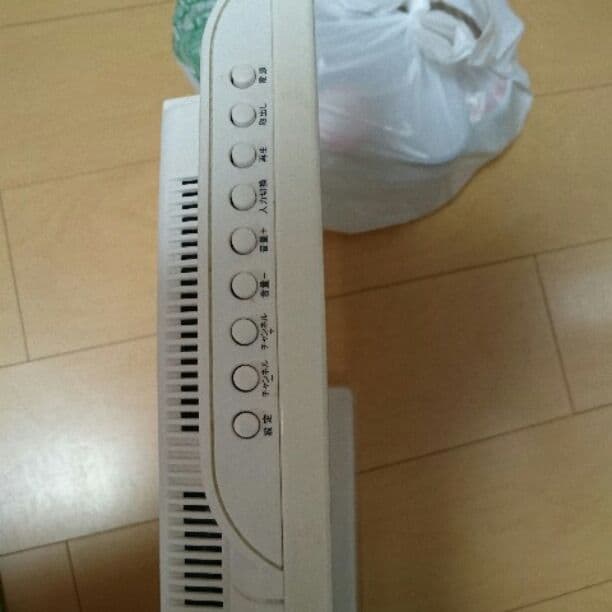 電源
取出し
再生
入力切換
音量+
音量-
チャンネル
+
チャンネル
-
設定